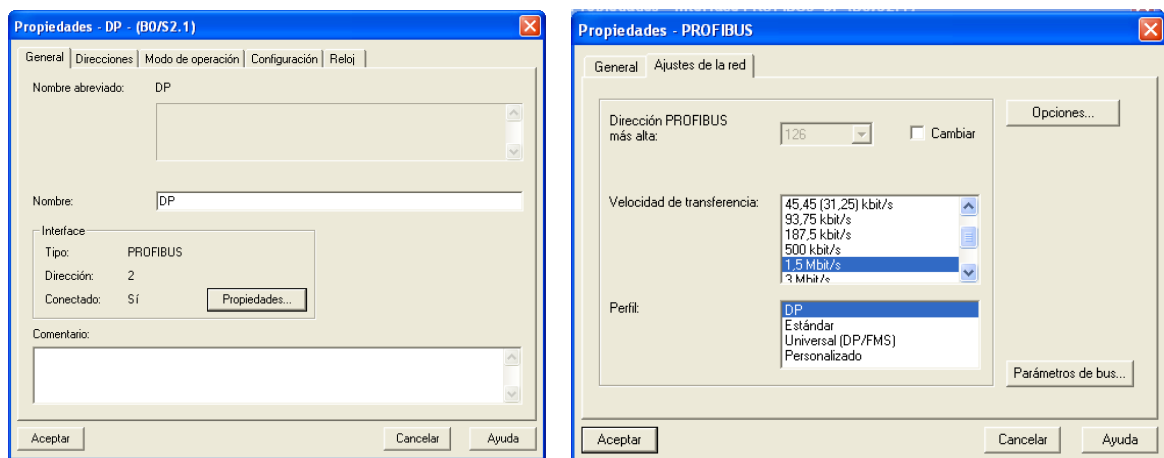 Propiedades - DP - (B0/S2.1)
General Direcciones Modo de operación Configuración Reloj
Nombre abreviado: DP
Nombre: DP
Interface
Tipo: PROFIBUS
Dirección: 2
Conectado: Sí Propiedades...
Comentario:
Aceptar Cancelar Ayuda
Propiedades - PROFIBUS
General Ajustes de la red
Dirección PROFIBUS
más alta: 126 Cambiar
Opciones...
Velocidad de transferencia:
45,45 (31,25) kbit/s
93,75 kbit/s
187,5 kbit/s
500 kbit/s
1,5 Mbit/s
3 Mbit/s
Perfil:
DP
Estándar
Universal (DP/FMS)
Personalizado
Parámetros de bus...
Aceptar Cancelar Ayuda